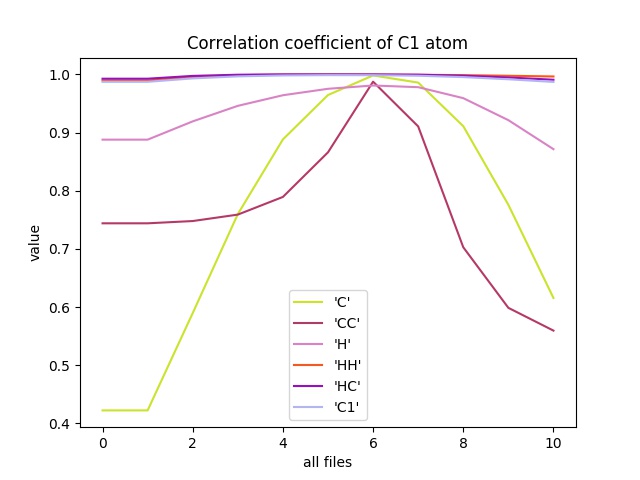 Correlation coefficient of C1 atom
1.0
0.9
0.8
0.7
0.6
0.5
0.4
value
'C'
'CC'
'H'
'HH'
'HC'
'C1'
0 2 4 6 8 10
all files